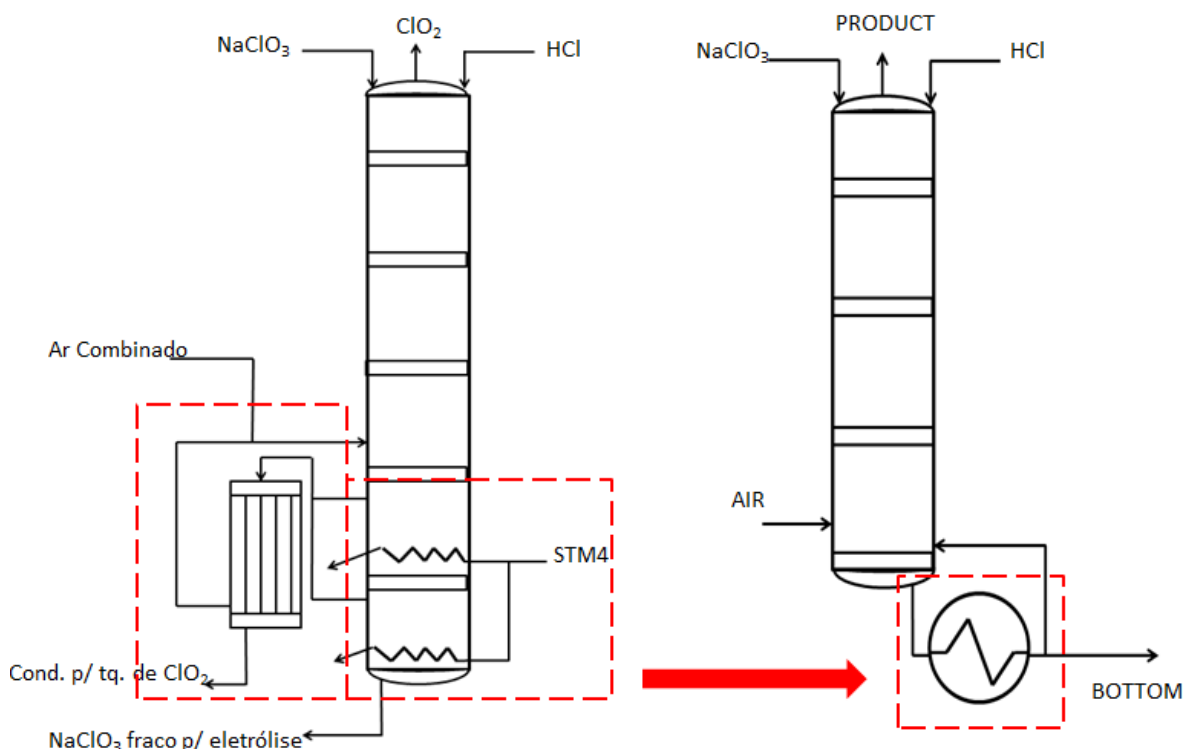 ClO₂
NaClO₃
HCl
Ar Combinado
STM4
Cond. p/ tq. de ClO₂
NaClO₃ fraco p/ eletrólise
PRODUCT
NaClO₃
HCl
AIR
BOTTOM